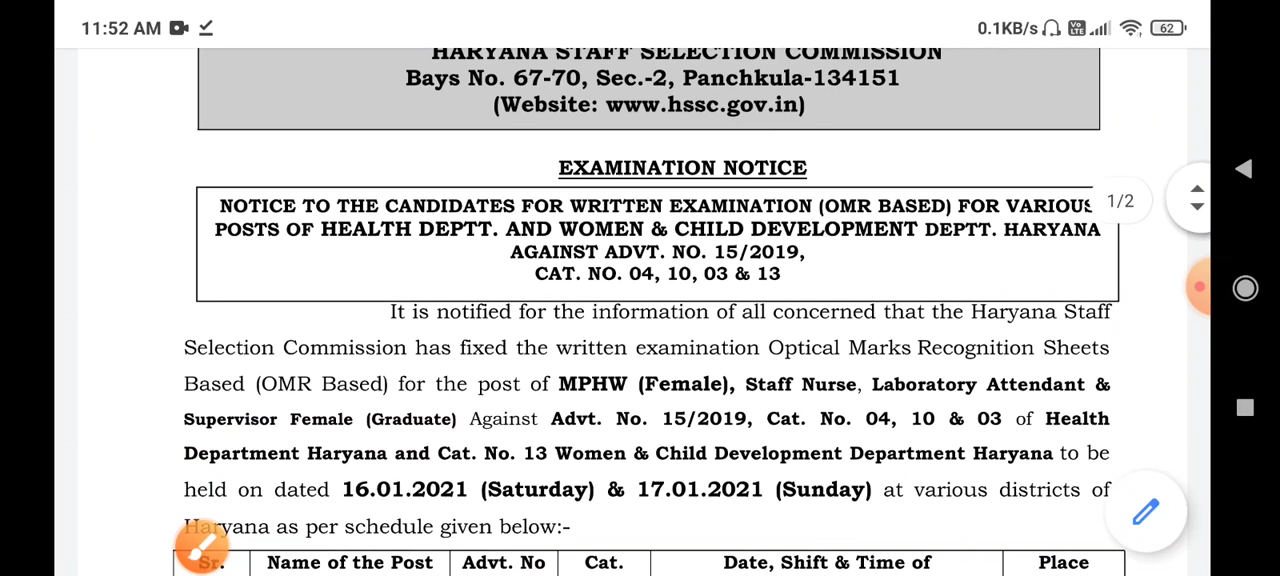 11:52 AM
0.1KB/s
Vo LTE
62
HARYANA STAFF SELECTION COMMISSION
Bays No. 67-70, Sec.-2, Panchkula-134151
(Website: www.hssc.gov.in)
EXAMINATION NOTICE
NOTICE TO THE CANDIDATES FOR WRITTEN EXAMINATION (OMR BASED) FOR VARIOUS
1/2
POSTS OF HEALTH DEPTT. AND WOMEN & CHILD DEVELOPMENT DEPTT. HARYANA
AGAINST ADVT. NO. 15/2019,
CAT. NO. 04, 10, 03 & 13
It is notified for the information of all concerned that the Haryana Staff
Selection Commission has fixed the written examination Optical Marks Recognition Sheets
Based (OMR Based) for the post of MPHW (Female), Staff Nurse, Laboratory Attendant &
Supervisor Female (Graduate) Against Advt. No. 15/2019, Cat. No. 04, 10 & 03 of Health
Department Haryana and Cat. No. 13 Women & Child Development Department Haryana to be
held on dated 16.01.2021 (Saturday) & 17.01.2021 (Sunday) at various districts of
Haryana as per schedule given below:-
Sr. Name of the Post Advt. No Cat. Date, Shift & Time of Place